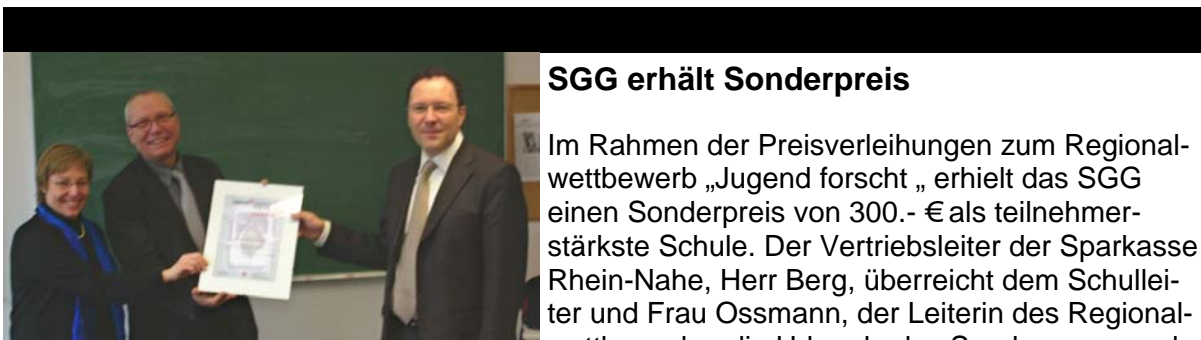 SGG erhält Sonderpreis
Im Rahmen der Preisverleihungen zum Regional-
wettbewerb „Jugend forscht „ erhielt das SGG
einen Sonderpreis von 300.- € als teilnehmer-
stärkste Schule. Der Vertriebsleiter der Sparkasse
Rhein-Nahe, Herr Berg, überreicht dem Schullei-
ter und Frau Ossmann, der Leiterin des Regional-